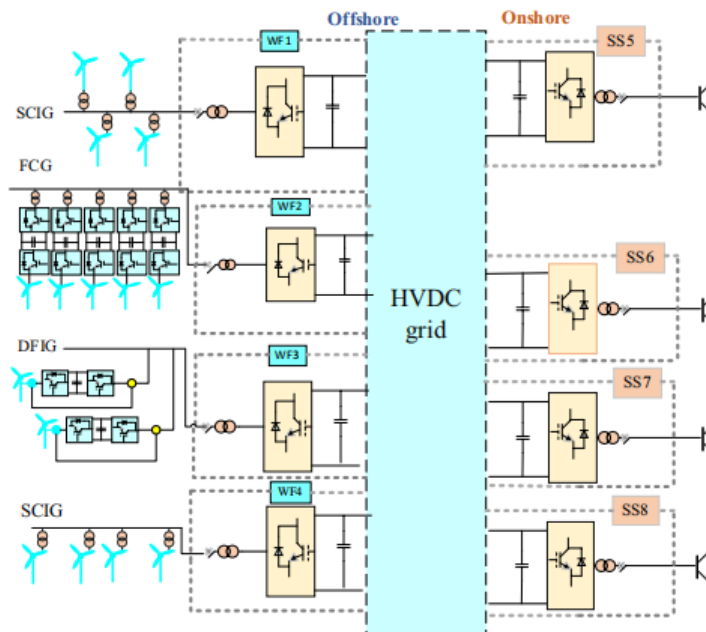 Offshore
Onshore
WF1
SS5
SCIG
FCG
WF2
SS6
HVDC
grid
DFIG
WF3
SS7
WF4
SS8
SCIG